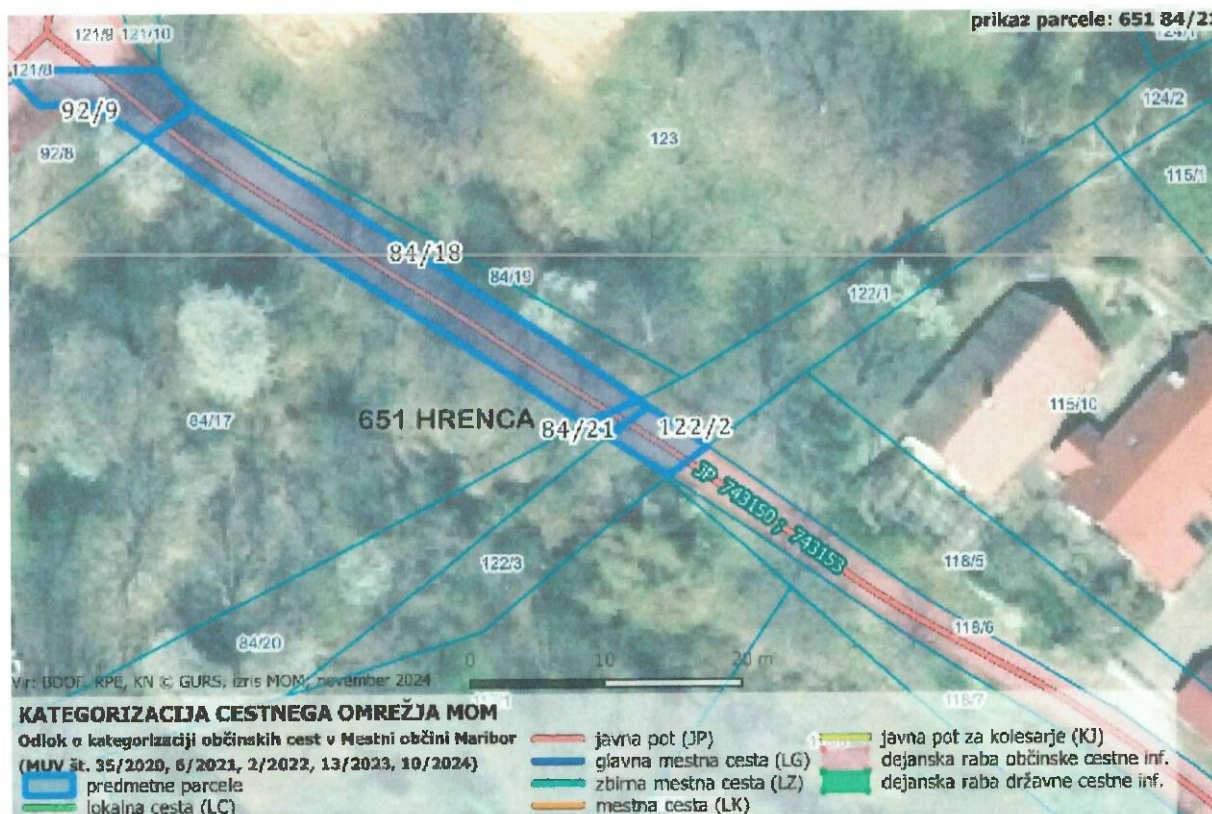 prikaz parcele: 651 84/21
121/9
121/10
124/1
121/8
92/9
124/2
92/8
123
115/1
84/18
84/19
122/1
115/10
84/17
651 HRENCA
84/21
122/2
JP 743150; 743153
122/3
118/5
118/6
84/20
0 10 20 m
118/7
Vir: BDOF, RPE, KN © GURS, izris MOM, november 2024
KATEGORIZACIJA CESTNEGA OMREŽJA MOM
Odlok o kategorizaciji občinskih cest v Mestni občini Maribor
(MUV št. 35/2020, 6/2021, 2/2022, 13/2023, 10/2024)
predmetne parcele
lokalna cesta (LC)
javna pot (JP)
glavna mestna cesta (LG)
zbirna mestna cesta (LZ)
mestna cesta (LK)
javna pot za kolesarje (KJ)
dejanska raba občinske cestne inf.
dejanska raba državne cestne inf.